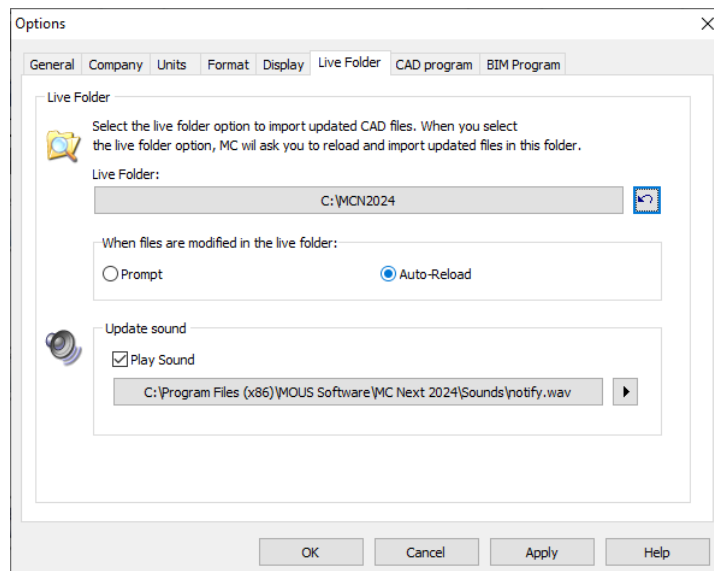 Options
General Company Units Format Display Live Folder CAD program BIM Program
Live Folder
Select the live folder option to import updated CAD files. When you select
the live folder option, MC wil ask you to reload and import updated files in this folder.
Live Folder:
C:\MCN2024
When files are modified in the live folder:
Prompt Auto-Reload
Update sound
Play Sound
C:\Program Files (x86)\MOUS Software\MC Next 2024\Sounds\notify.wav
OK Cancel Apply Help